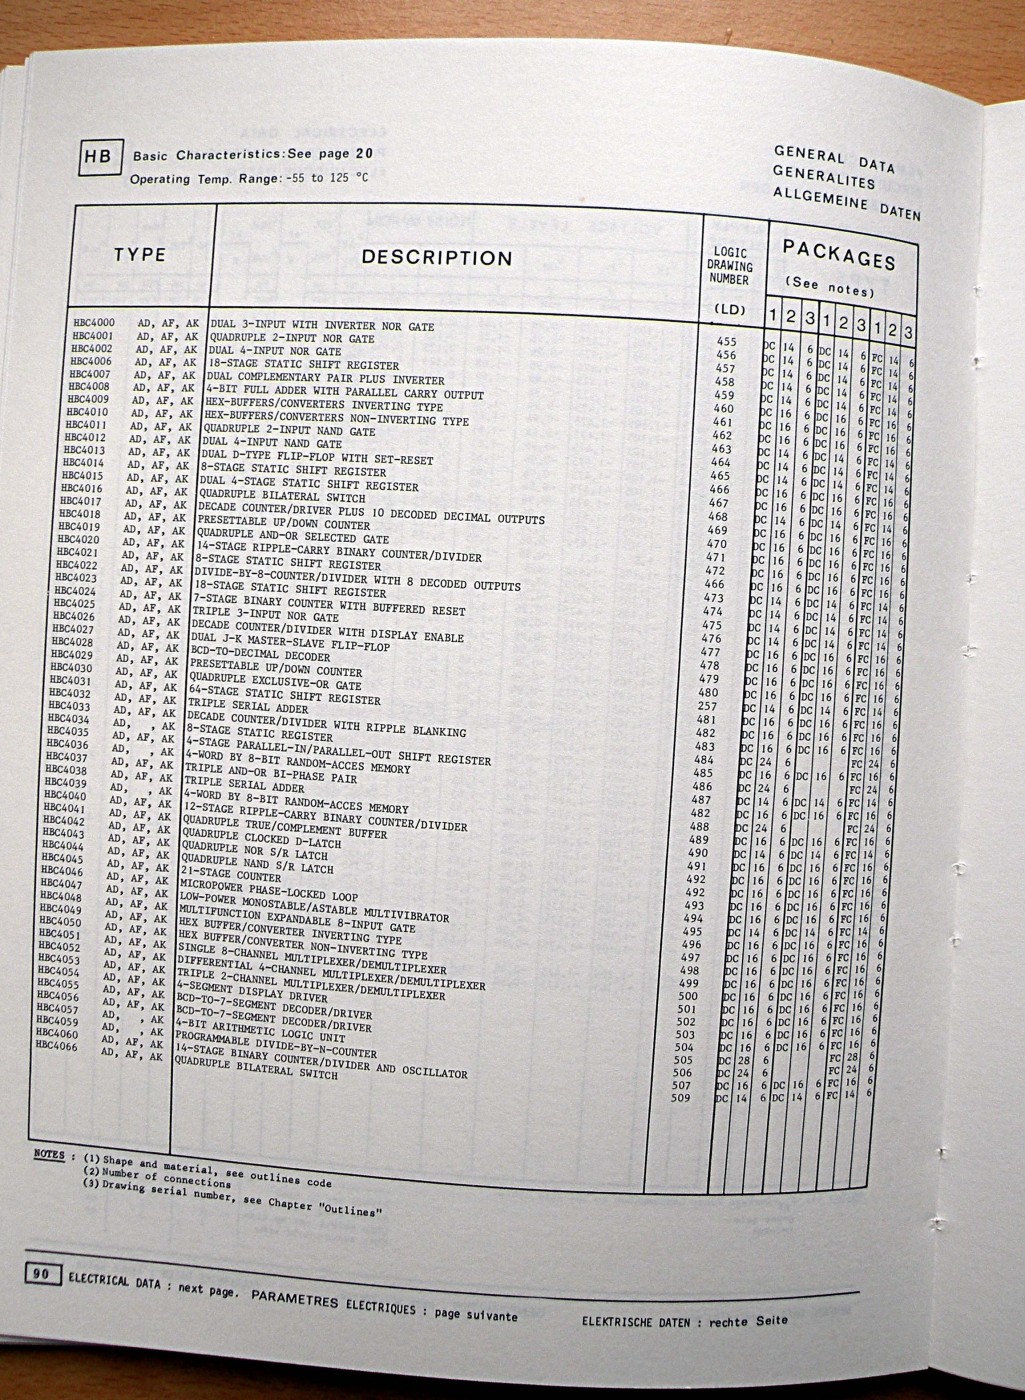 HB Basic Characteristics: See page 20
Operating Temp. Range: -55 to 125 °C
GENERAL DATA
GENERALITES
ALLGEMEINE DATEN
TYPE DESCRIPTION LOGIC DRAWING NUMBER (LD) PACKAGES (See notes)
1 2 3 1 2 3 1 2 3
HBC4000 AD, AF, AK DUAL 3-INPUT WITH INVERTER NOR GATE 455 DC 14 6 DC 14 6 FC 14 6
HBC4001 AD, AF, AK QUADRUPLE 2-INPUT NOR GATE 456 DC 14 6 DC 14 6 FC 14 6
HBC4002 AD, AF, AK DUAL 4-INPUT NOR GATE 457 DC 14 6 DC 14 6 FC 14 6
HBC4006 AD, AF, AK 18-STAGE STATIC SHIFT REGISTER 458 DC 14 6 DC 14 6 FC 14 6
HBC4007 AD, AF, AK DUAL COMPLEMENTARY PAIR PLUS INVERTER 459 DC 14 6 DC 14 6 FC 14 6
HBC4008 AD, AF, AK 4-BIT FULL ADDER WITH PARALLEL CARRY OUTPUT 460 DC 16 6 DC 16 6 FC 16 6
HBC4009 AD, AF, AK HEX-BUFFERS/CONVERTERS INVERTING TYPE 461 DC 16 6 DC 16 6 FC 16 6
HBC4010 AD, AF, AK HEX-BUFFERS/CONVERTERS NON-INVERTING TYPE 462 DC 16 6 DC 16 6 FC 16 6
HBC4011 AD, AF, AK QUADRUPLE 2-INPUT NAND GATE 463 DC 14 6 DC 14 6 FC 14 6
HBC4012 AD, AF, AK DUAL 4-INPUT NAND GATE 464 DC 14 6 DC 14 6 FC 14 6
HBC4013 AD, AF, AK DUAL D-TYPE FLIP-FLOP WITH SET-RESET 465 DC 14 6 DC 14 6 FC 14 6
HBC4014 AD, AF, AK 8-STAGE STATIC SHIFT REGISTER 466 DC 16 6 DC 16 6 FC 16 6
HBC4015 AD, AF, AK DUAL 4-STAGE STATIC SHIFT REGISTER 467 DC 16 6 DC 16 6 FC 16 6
HBC4016 AD, AF, AK QUADRUPLE BILATERAL SWITCH 468 DC 14 6 DC 14 6 FC 14 6
HBC4017 AD, AF, AK DECADE COUNTER/DRIVER PLUS 10 DECODED DECIMAL OUTPUTS 469 DC 16 6 DC 16 6 FC 16 6
HBC4018 AD, AF, AK PRESETTABLE UP/DOWN COUNTER 470 DC 16 6 DC 16 6 FC 16 6
HBC4019 AD, AF, AK QUADRUPLE AND-OR SELECTED GATE 471 DC 16 6 DC 16 6 FC 16 6
HBC4020 AD, AF, AK 14-STAGE RIPPLE-CARRY BINARY COUNTER/DIVIDER 472 DC 16 6 DC 16 6 FC 16 6
HBC4021 AD, AF, AK 8-STAGE STATIC SHIFT REGISTER 466 DC 16 6 DC 16 6 FC 16 6
HBC4022 AD, AF, AK DIVIDE-BY-8-COUNTER/DIVIDER WITH 8 DECODED OUTPUTS 473 DC 16 6 DC 16 6 FC 16 6
HBC4023 AD, AF, AK 18-STAGE STATIC SHIFT REGISTER 474 DC 14 6 DC 14 6 FC 14 6
HBC4024 AD, AF, AK 7-STAGE BINARY COUNTER WITH BUFFERED RESET 475 DC 14 6 DC 14 6 FC 14 6
HBC4025 AD, AF, AK TRIPLE 3-INPUT NOR GATE 476 DC 14 6 DC 14 6 FC 14 6
HBC4026 AD, AF, AK DECADE COUNTER/DIVIDER WITH DISPLAY ENABLE 477 DC 16 6 DC 16 6 FC 16 6
HBC4027 AD, AF, AK DUAL J-K MASTER-SLAVE FLIP-FLOP 478 DC 16 6 DC 16 6 FC 16 6
HBC4028 AD, AF, AK BCD-TO-DECIMAL DECODER 479 DC 16 6 DC 16 6 FC 16 6
HBC4029 AD, AF, AK PRESETTABLE UP/DOWN COUNTER 480 DC 16 6 DC 16 6 FC 16 6
HBC4030 AD, AF, AK QUADRUPLE EXCLUSIVE-OR GATE 257 DC 14 6 DC 14 6 FC 14 6
HBC4031 AD, AF, AK 64-STAGE STATIC SHIFT REGISTER 481 DC 16 6 DC 16 6 FC 16 6
HBC4032 AD, AF, AK TRIPLE SERIAL ADDER 482 DC 16 6 DC 16 6 FC 16 6
HBC4033 AD, AF, AK DECADE COUNTER/DIVIDER WITH RIPPLE BLANKING 483 DC 16 6 DC 16 6 FC 16 6
HBC4034 AD, , AK 8-STAGE STATIC REGISTER 484 DC 24 6 FC 24 6
HBC4035 AD, AF, AK 4-STAGE PARALLEL-IN/PARALLEL-OUT SHIFT REGISTER 485 DC 16 6 DC 16 6 FC 16 6
HBC4036 AD, , AK 4-WORD BY 8-BIT RANDOM-ACCES MEMORY 486 DC 24 6 FC 24 6
HBC4037 AD, AF, AK TRIPLE AND-OR BI-PHASE PAIR 487 DC 14 6 DC 14 6 FC 14 6
HBC4038 AD, AF, AK TRIPLE SERIAL ADDER 482 DC 16 6 DC 16 6 FC 16 6
HBC4039 AD, , AK 4-WORD BY 8-BIT RANDOM-ACCES MEMORY 488 DC 24 6 FC 24 6
HBC4040 AD, AF, AK 12-STAGE RIPPLE-CARRY BINARY COUNTER/DIVIDER 489 DC 16 6 DC 16 6 FC 16 6
HBC4041 AD, AF, AK QUADRUPLE TRUE/COMPLEMENT BUFFER 490 DC 14 6 DC 14 6 FC 14 6
HBC4042 AD, AF, AK QUADRUPLE CLOCKED D-LATCH 491 DC 16 6 DC 16 6 FC 16 6
HBC4043 AD, AF, AK QUADRUPLE NOR S/R LATCH 492 DC 16 6 DC 16 6 FC 16 6
HBC4044 AD, AF, AK QUADRUPLE NAND S/R LATCH 492 DC 16 6 DC 16 6 FC 16 6
HBC4045 AD, AF, AK 21-STAGE COUNTER 493 DC 16 6 DC 16 6 FC 16 6
HBC4046 AD, AF, AK MICROPOWER PHASE-LOCKED LOOP 494 DC 16 6 DC 16 6 FC 16 6
HBC4047 AD, AF, AK LOW-POWER MONOSTABLE/ASTABLE MULTIVIBRATOR 495 DC 14 6 DC 14 6 FC 14 6
HBC4048 AD, AF, AK MULTIFUNCTION EXPANDABLE 8-INPUT GATE 496 DC 16 6 DC 16 6 FC 16 6
HBC4049 AD, AF, AK HEX BUFFER/CONVERTER INVERTING TYPE 497 DC 16 6 DC 16 6 FC 16 6
HBC4050 AD, AF, AK HEX BUFFER/CONVERTER NON-INVERTING TYPE 498 DC 16 6 DC 16 6 FC 16 6
HBC4051 AD, AF, AK SINGLE 8-CHANNEL MULTIPLEXER/DEMULTIPLEXER 499 DC 16 6 DC 16 6 FC 16 6
HBC4052 AD, AF, AK DIFFERENTIAL 4-CHANNEL MULTIPLEXER/DEMULTIPLEXER 500 DC 16 6 DC 16 6 FC 16 6
HBC4053 AD, AF, AK TRIPLE 2-CHANNEL MULTIPLEXER/DEMULTIPLEXER 501 DC 16 6 DC 16 6 FC 16 6
HBC4054 AD, AF, AK 4-SEGMENT DISPLAY DRIVER 502 DC 16 6 DC 16 6 FC 16 6
HBC4055 AD, AF, AK BCD-TO-7-SEGMENT DECODER/DRIVER 503 DC 16 6 DC 16 6 FC 16 6
HBC4056 AD, AF, AK BCD-TO-7-SEGMENT DECODER/DRIVER 504 DC 16 6 DC 16 6 FC 16 6
HBC4057 AD, , AK 4-BIT ARITHMETIC LOGIC UNIT 505 DC 28 6 FC 28 6
HBC4059 AD, , AK PROGRAMMABLE DIVIDE-BY-N-COUNTER 506 DC 24 6 FC 24 6
HBC4060 AD, AF, AK 14-STAGE BINARY COUNTER/DIVIDER AND OSCILLATOR 507 DC 16 6 DC 16 6 FC 16 6
HBC4066 AD, AF, AK QUADRUPLE BILATERAL SWITCH 509 DC 14 6 DC 14 6 FC 14 6
NOTES : (1) Shape and material, see outlines code
(2) Number of connections
(3) Drawing serial number, see Chapter "Outlines"
90 ELECTRICAL DATA : next page. PARAMETRES ELECTRIQUES : page suivante ELEKTRISCHE DATEN : rechte Seite